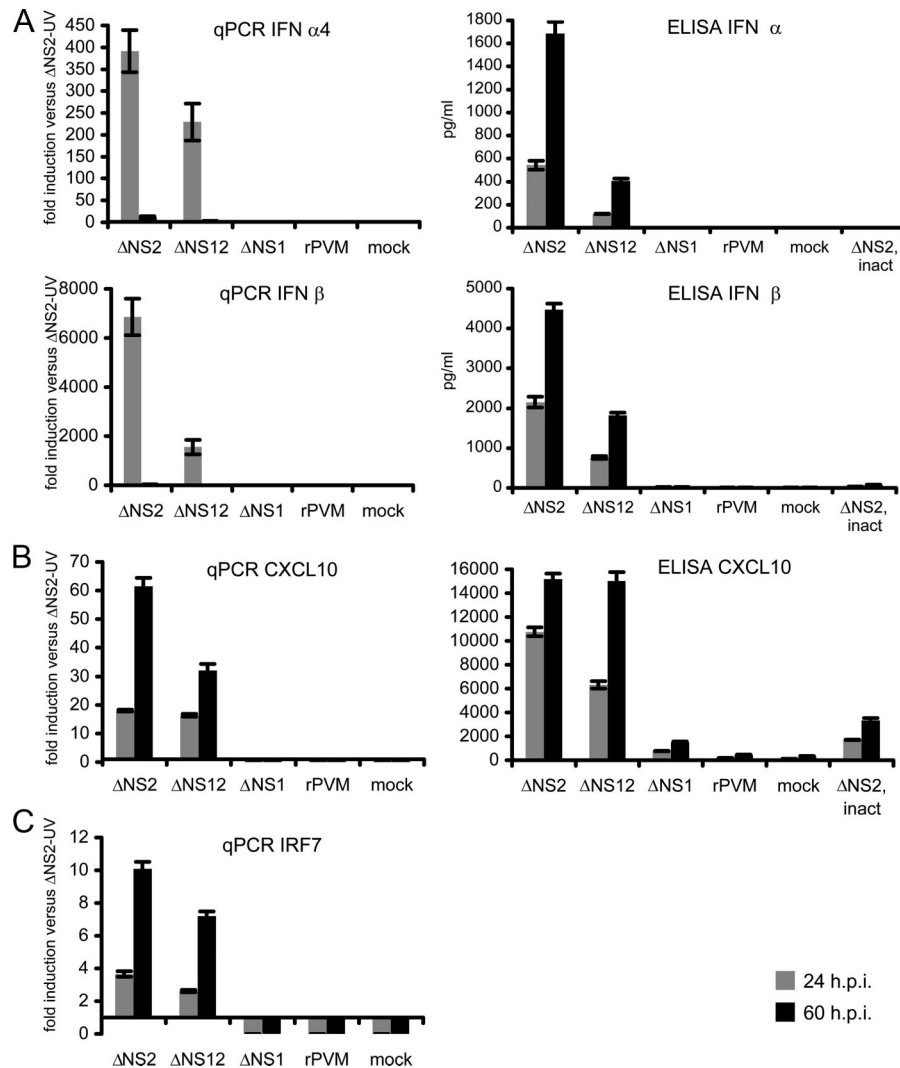 A
qPCR IFN α4
fold induction versus ΔNS2-UV
450
400
350
300
250
200
150
100
50
0
ΔNS2 ΔNS12 ΔNS1 rPVM mock
ELISA IFN α
pg/ml
1800
1600
1400
1200
1000
800
600
400
200
0
ΔNS2 ΔNS12 ΔNS1 rPVM mock ΔNS2,
inact
qPCR IFN β
fold induction versus ΔNS2-UV
8000
6000
4000
2000
0
ΔNS2 ΔNS12 ΔNS1 rPVM mock
ELISA IFN β
pg/ml
5000
4000
3000
2000
1000
0
ΔNS2 ΔNS12 ΔNS1 rPVM mock ΔNS2,
inact
B
qPCR CXCL10
fold induction versus ΔNS2-UV
70
60
50
40
30
20
10
0
ΔNS2 ΔNS12 ΔNS1 rPVM mock
ELISA CXCL10
16000
14000
12000
10000
8000
6000
4000
2000
0
ΔNS2 ΔNS12 ΔNS1 rPVM mock ΔNS2,
inact
C
qPCR IRF7
fold induction versus ΔNS2-UV
12
10
8
6
4
2
0
ΔNS2 ΔNS12 ΔNS1 rPVM mock
24 h.p.i.
60 h.p.i.